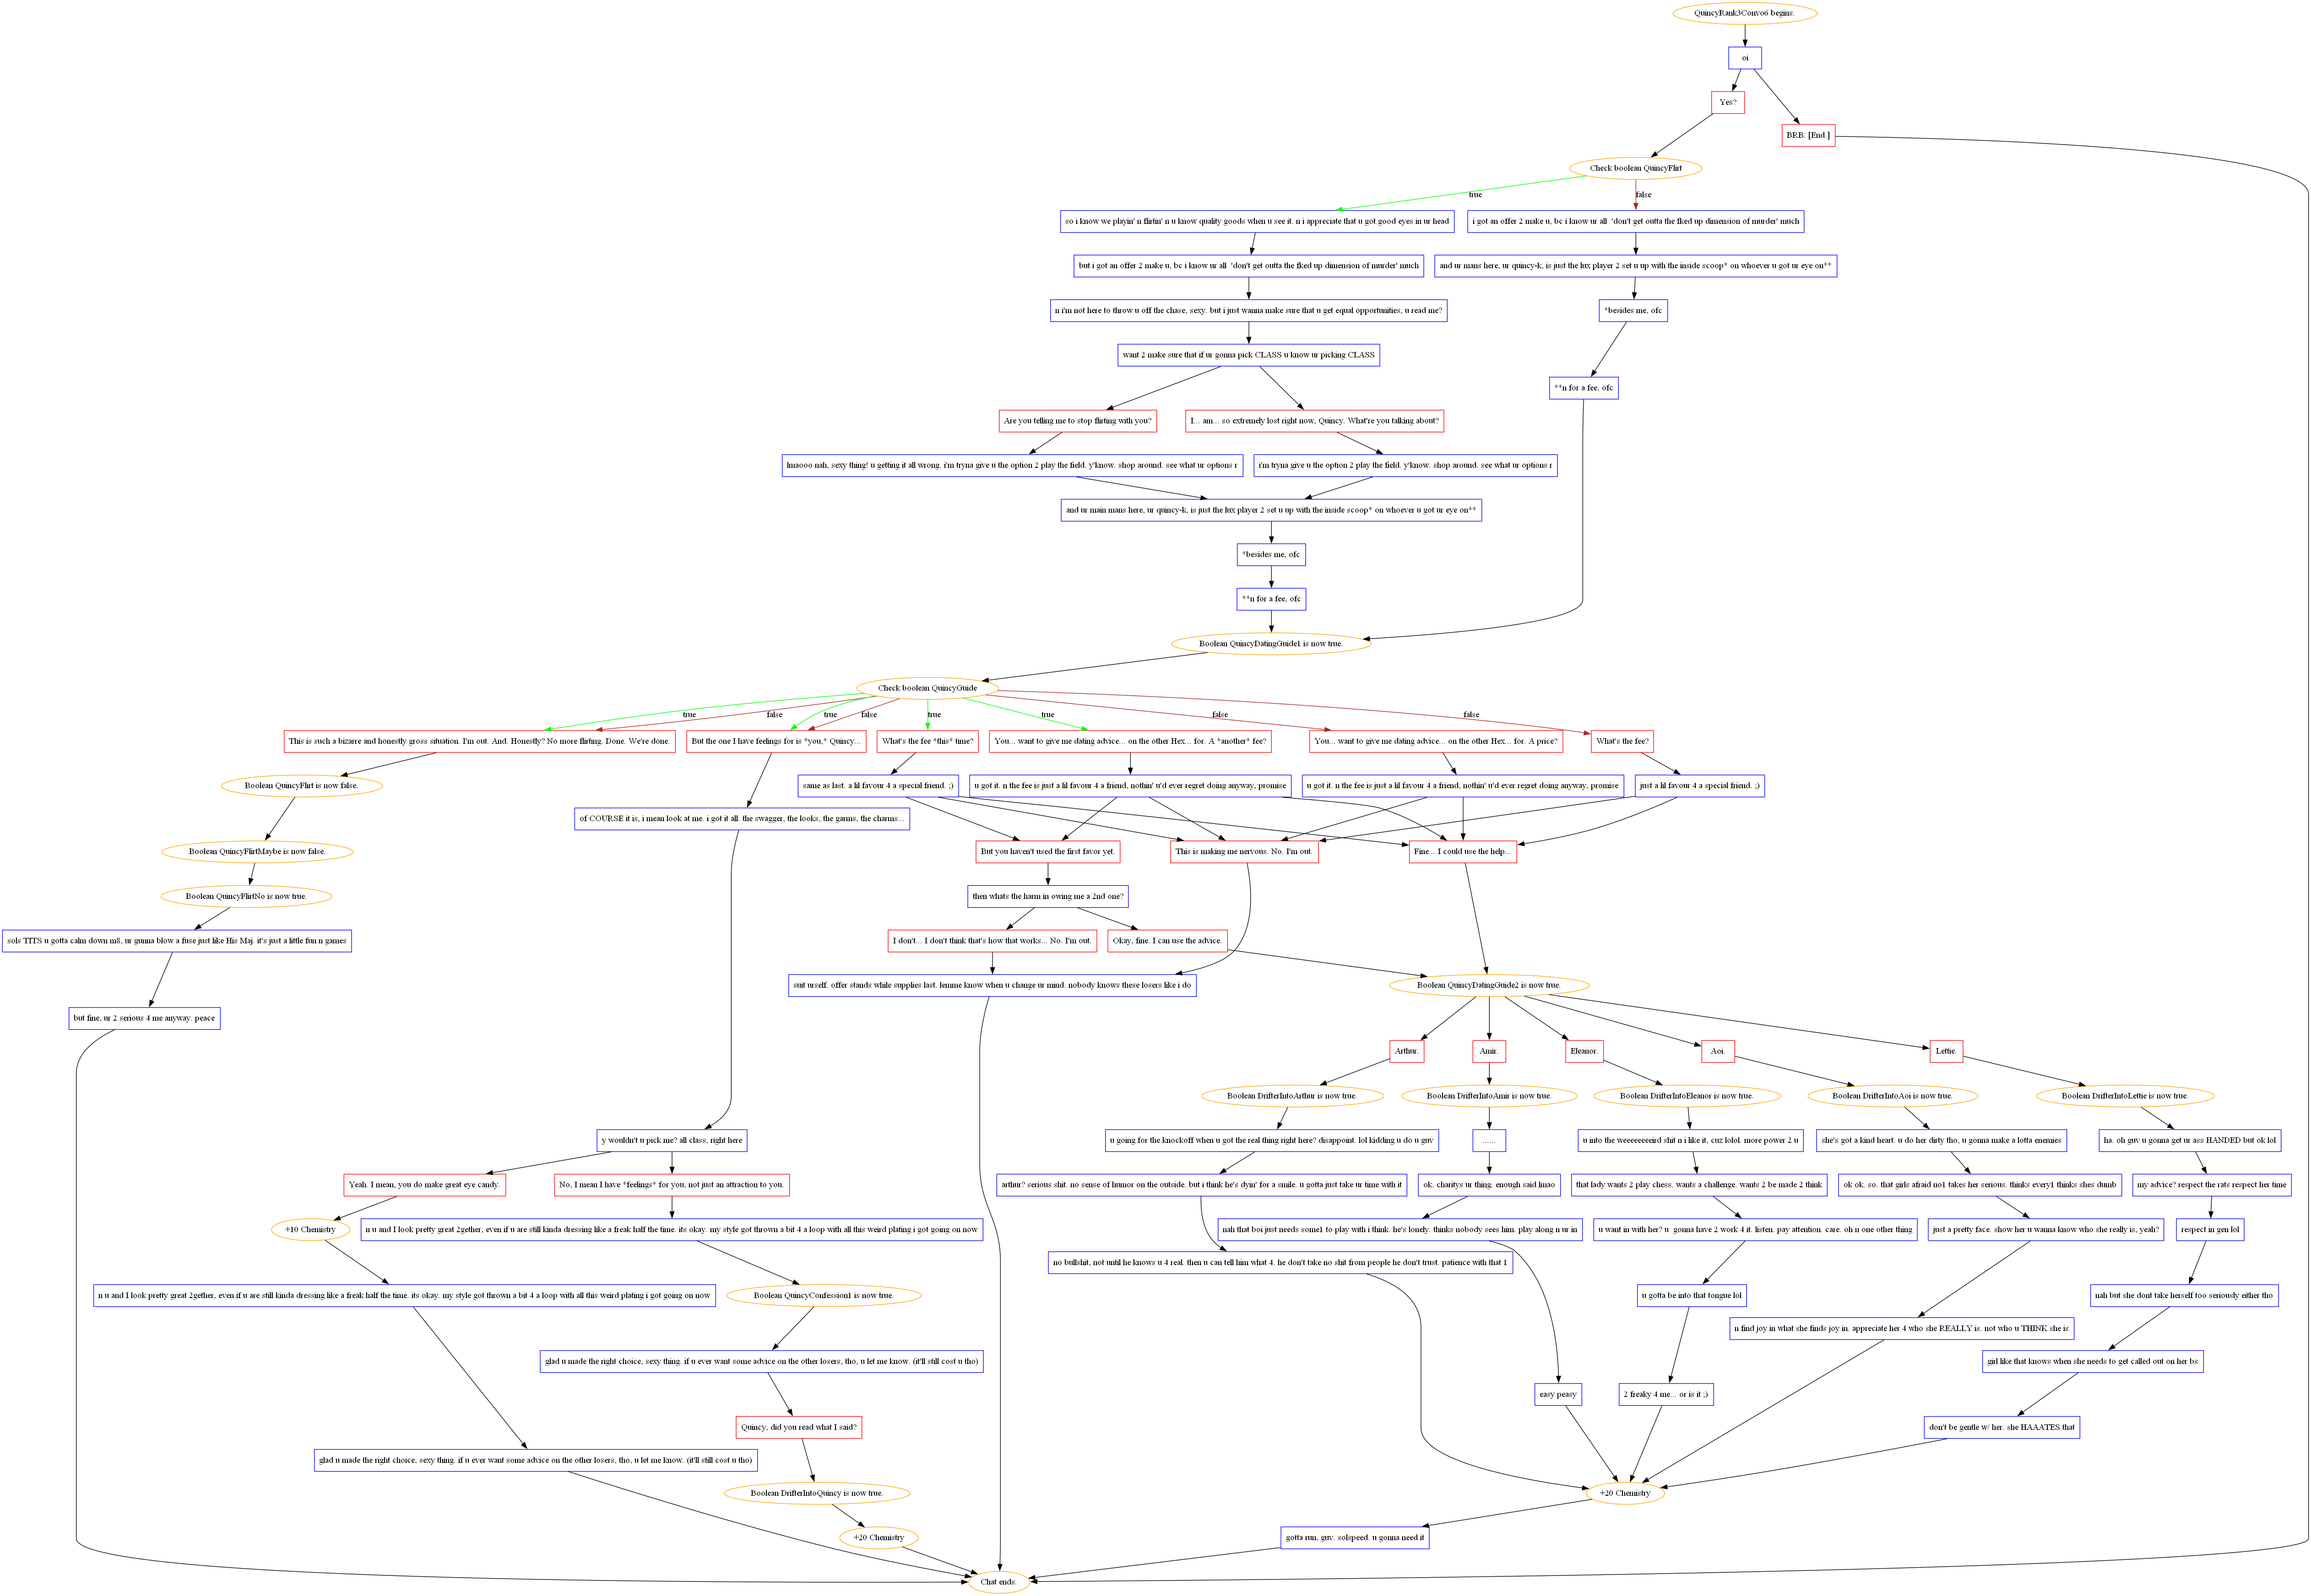 QuincyRank3Convo6 begins.
oi
Yes?
BRB. [End.]
Check boolean QuincyFlirt
true
false
so i know we playin' n flirtin' n u know quality goods when u see it. n i appreciate that u got good eyes in ur head
i got an offer 2 make u, bc i know ur all 'don't get outta the fked up dimension of murder' much
but i got an offer 2 make u, bc i know ur all 'don't get outta the fked up dimension of murder' much
and ur mans here, ur quincy-k, is just the lux player 2 set u up with the inside scoop* on whoever u got ur eye on**
n i'm not here to throw u off the chase, sexy. but i just wanna make sure that u get equal opportunities, u read me?
*besides me, ofc
want 2 make sure that if ur gonna pick CLASS u know ur picking CLASS
**n for a fee, ofc
Are you telling me to stop flirting with you?
I... am... so extremely lost right now, Quincy. What're you talking about?
lmaooo nah, sexy thing! u getting it all wrong. i'm tryna give u the option 2 play the field. y'know. shop around. see what ur options r
i'm tryna give u the option 2 play the field. y'know. shop around. see what ur options r
and ur main mans here, ur quincy-k, is just the lux player 2 set u up with the inside scoop* on whoever u got ur eye on**
*besides me, ofc
**n for a fee, ofc
Boolean QuincyDatingGuide1 is now true.
Check boolean QuincyGuide
true
false
true
false
true
true
false
false
This is such a bizarre and honestly gross situation. I'm out. And. Honestly? No more flirting. Done. We're done.
But the one I have feelings for is *you,* Quincy...
What's the fee *this* time?
You... want to give me dating advice... on the other Hex... for. A *another* fee?
You... want to give me dating advice... on the other Hex... for. A price?
What's the fee?
Boolean QuincyFlirt is now false.
same as last. a lil favour 4 a special friend. ;)
u got it. n the fee is just a lil favour 4 a friend, nothin' u'd ever regret doing anyway, promise
u got it. n the fee is just a lil favour 4 a friend, nothin' u'd ever regret doing anyway, promise
just a lil favour 4 a special friend. ;)
of COURSE it is, i mean look at me. i got it all. the swagger, the looks, the garms, the charms...
Boolean QuincyFlirtMaybe is now false.
But you haven't used the first favor yet.
This is making me nervous. No. I'm out.
Fine... I could use the help...
Boolean QuincyFlirtNo is now true.
then whats the harm in owing me a 2nd one?
sols TITS u gotta calm down m8, ur gunna blow a fuse just like His Maj. it's just a little fun n games
I don't... I don't think that's how that works... No. I'm out.
Okay, fine. I can use the advice.
suit urself. offer stands while supplies last. lemme know when u change ur mind. nobody knows these losers like i do
Boolean QuincyDatingGuide2 is now true.
but fine, ur 2 serious 4 me anyway. peace
Arthur.
Amir.
Eleanor.
Aoi.
Lettie.
Boolean DrifterIntoArthur is now true.
Boolean DrifterIntoAmir is now true.
Boolean DrifterIntoEleanor is now true.
Boolean DrifterIntoAoi is now true.
Boolean DrifterIntoLettie is now true.
y wouldn't u pick me? all class, right here
u going for the knockoff when u got the real thing right here? disappoint. lol kidding u do u guv
......
u into the weeeeeeeeird shit n i like it, cuz lolol. more power 2 u
she's got a kind heart. u do her dirty tho, u gonna make a lotta enemies
ha. oh guv u gonna get ur ass HANDED but ok lol
Yeah. I mean, you do make great eye candy.
No, I mean I have *feelings* for you, not just an attraction to you.
arthur? serious shit. no sense of humor on the outside. but i think he's dyin' for a smile. u gotta just take ur time with it
ok. charitys ur thing. enough said lmao
that lady wants 2 play chess. wants a challenge. wants 2 be made 2 think
ok ok. so. that girls afraid no1 takes her serious. thinks every1 thinks shes dumb
my advice? respect the rats respect her time
+10 Chemistry
n u and I look pretty great 2gether, even if u are still kinda dressing like a freak half the time. its okay. my style got thrown a bit 4 a loop with all this weird plating i got going on now
nah that boi just needs some1 to play with i think. he's lonely. thinks nobody sees him. play along n ur in
u want in with her? u gonna have 2 work 4 it. listen. pay attention. care. oh n one other thing
just a pretty face. show her u wanna know who she really is, yeah?
respect in gen lol
no bullshit, not until he knows u 4 real. then u can tell him what 4. he don't take no shit from people he don't trust. patience with that 1
n u and I look pretty great 2gether, even if u are still kinda dressing like a freak half the time. its okay. my style got thrown a bit 4 a loop with all this weird plating i got going on now
Boolean QuincyConfession1 is now true.
u gotta be into that tongue lol
nah but she dont take herself too seriously either tho
n find joy in what she finds joy in. appreciate her 4 who she REALLY is. not who u THINK she is
glad u made the right choice, sexy thing. if u ever want some advice on the other losers, tho, u let me know. (it'll still cost u tho)
girl like that knows when she needs to get called out on her bs
easy peasy
2 freaky 4 me... or is it ;)
Quincy, did you read what I said?
don't be gentle w/ her. she HAAATES that
glad u made the right choice, sexy thing. if u ever want some advice on the other losers, tho, u let me know. (it'll still cost u tho)
Boolean DrifterIntoQuincy is now true.
+20 Chemistry
+20 Chemistry
gotta run, guv. solspeed. u gonna need it
Chat ends.